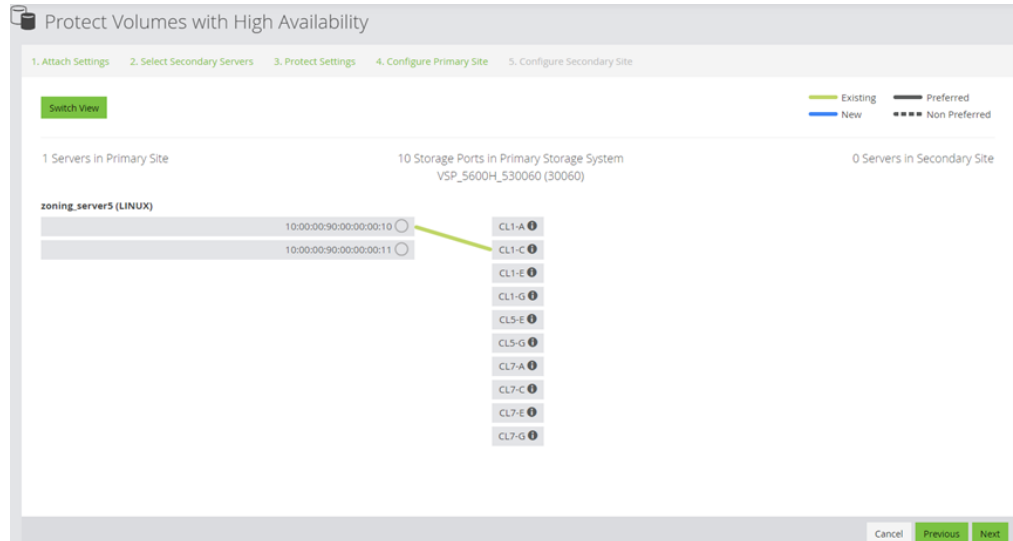 Protect Volumes with High Availability
1. Attach Settings 2. Select Secondary Servers 3. Protect Settings 4. Configure Primary Site 5. Configure Secondary Site
Switch View
Existing Preferred
New Non Preferred
1 Servers in Primary Site
10 Storage Ports in Primary Storage System
VSP_5600H_530060 (30060)
0 Servers in Secondary Site
zoning_server5 (LINUX)
10:00:00:90:00:00:00:10
10:00:00:90:00:00:00:11
CL1-A
CL1-C
CL1-E
CL1-G
CL5-E
CL5-G
CL7-A
CL7-C
CL7-E
CL7-G
Cancel Previous Next